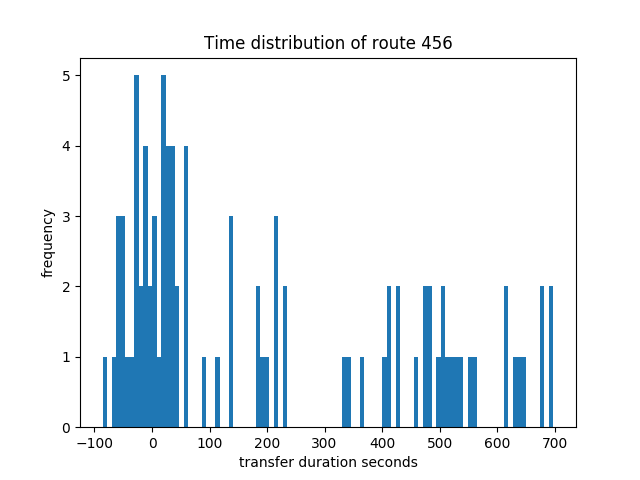 Time distribution of route 456
frequency
5
4
3
2
1
0
−100 0 100 200 300 400 500 600 700
transfer duration seconds